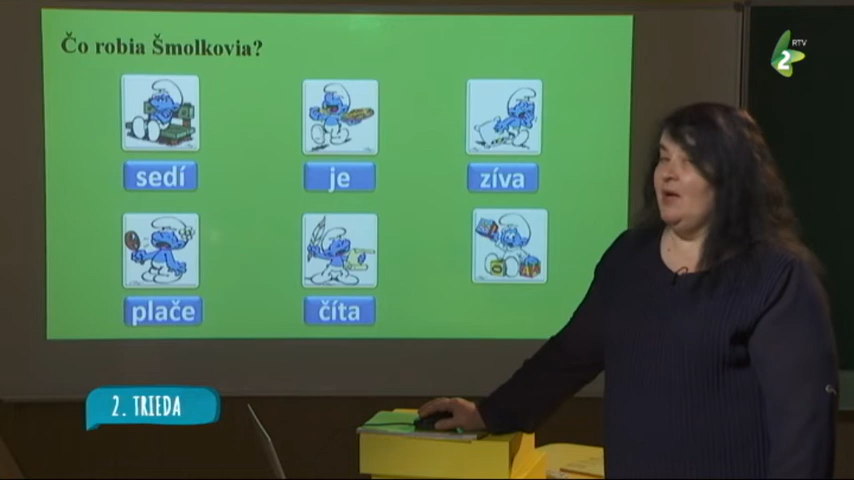 Čo robia Šmolkovia?
sedí
je
zíva
plače
číta
2. TRIEDA
RTV
2